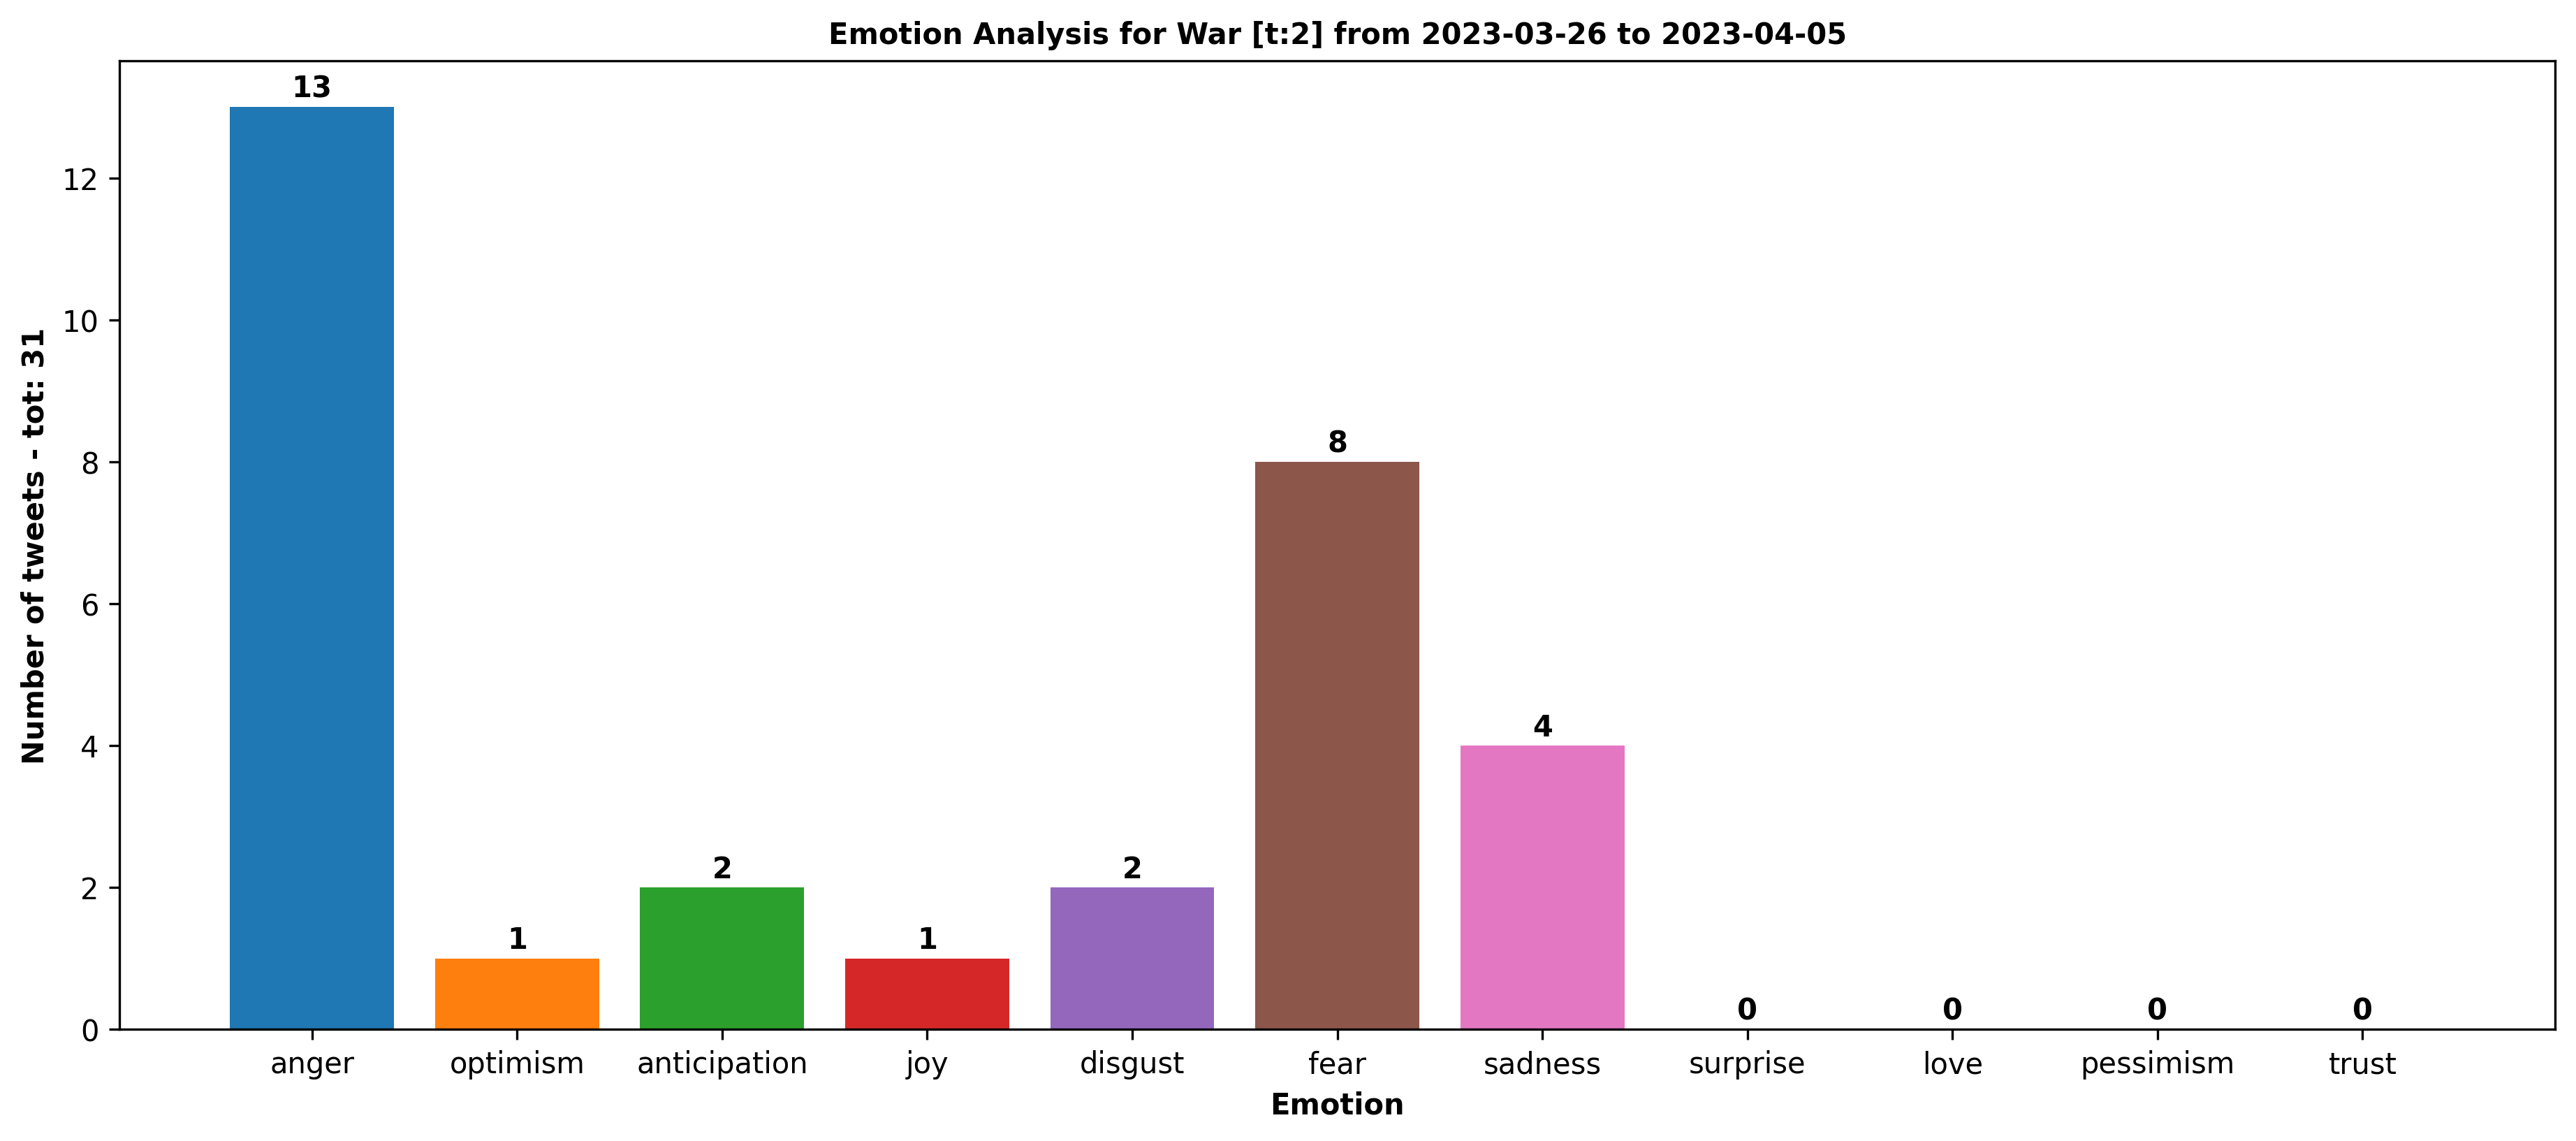 Emotion Analysis for War [t:2] from 2023-03-26 to 2023-04-05
Number of tweets - tot: 31
12
10
8
6
4
2
0
13
1
2
1
2
8
4
0
0
0
0
anger
optimism
anticipation
joy
disgust
fear
sadness
surprise
love
pessimism
trust
Emotion